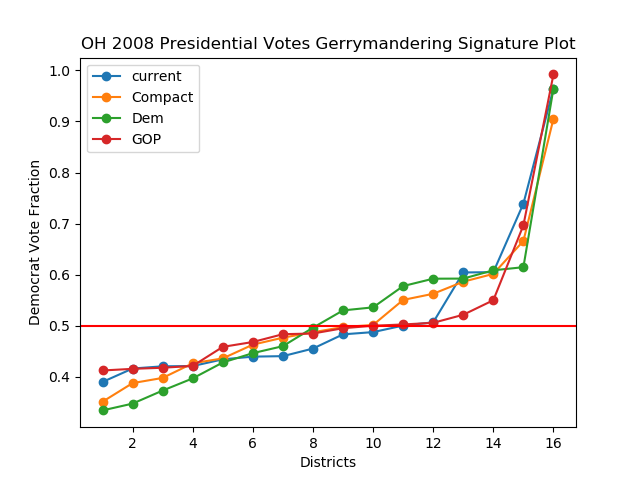 OH 2008 Presidential Votes Gerrymandering Signature Plot
current
Compact
Dem
GOP
1.0
0.9
0.8
0.7
0.6
0.5
0.4
Democrat Vote Fraction
2 4 6 8 10 12 14 16
Districts